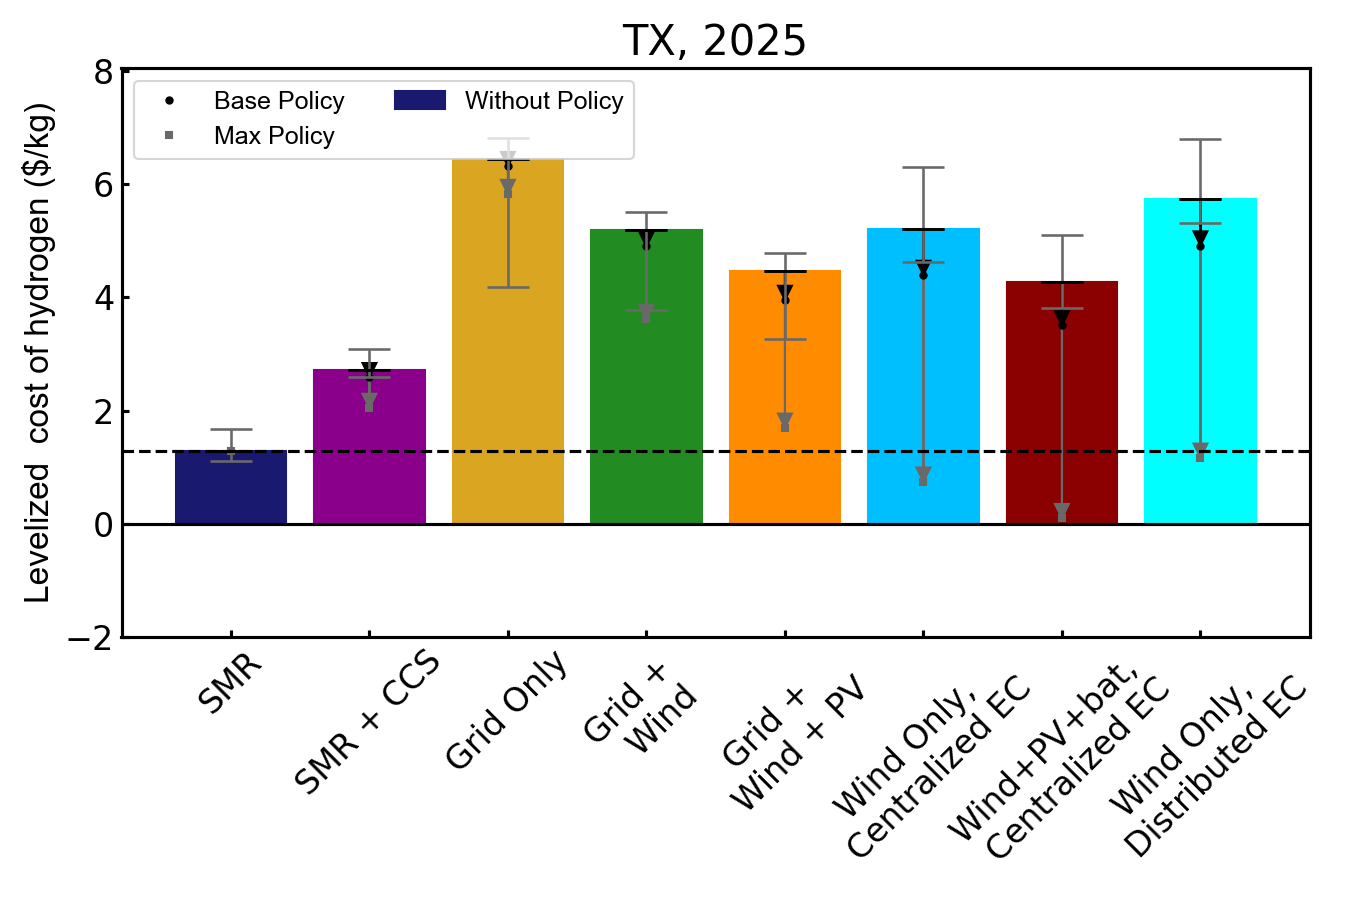 TX, 2025
Levelized  cost of hydrogen ($/kg)
8
6
4
2
0
−2
Base Policy
Max Policy
Without Policy
SMR
SMR + CCS
Grid Only
Grid +
Wind
Grid +
Wind + PV
Wind Only,
Centralized EC
Wind+PV+bat,
Centralized EC
Wind Only,
Distributed EC